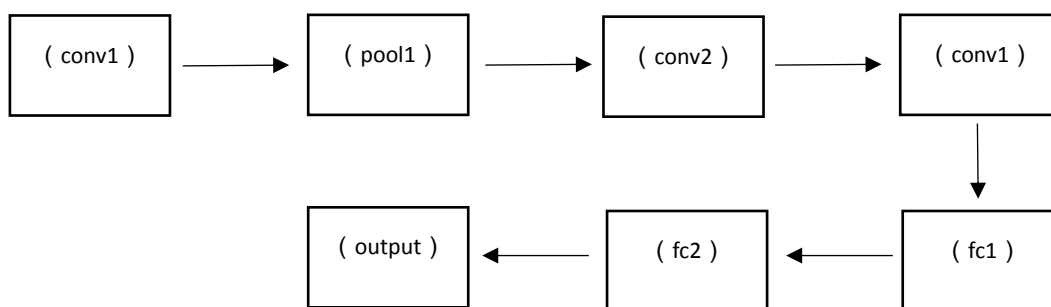 ( conv1 )
( pool1 )
( conv2 )
( conv1 )
( fc1 )
( fc2 )
( output )